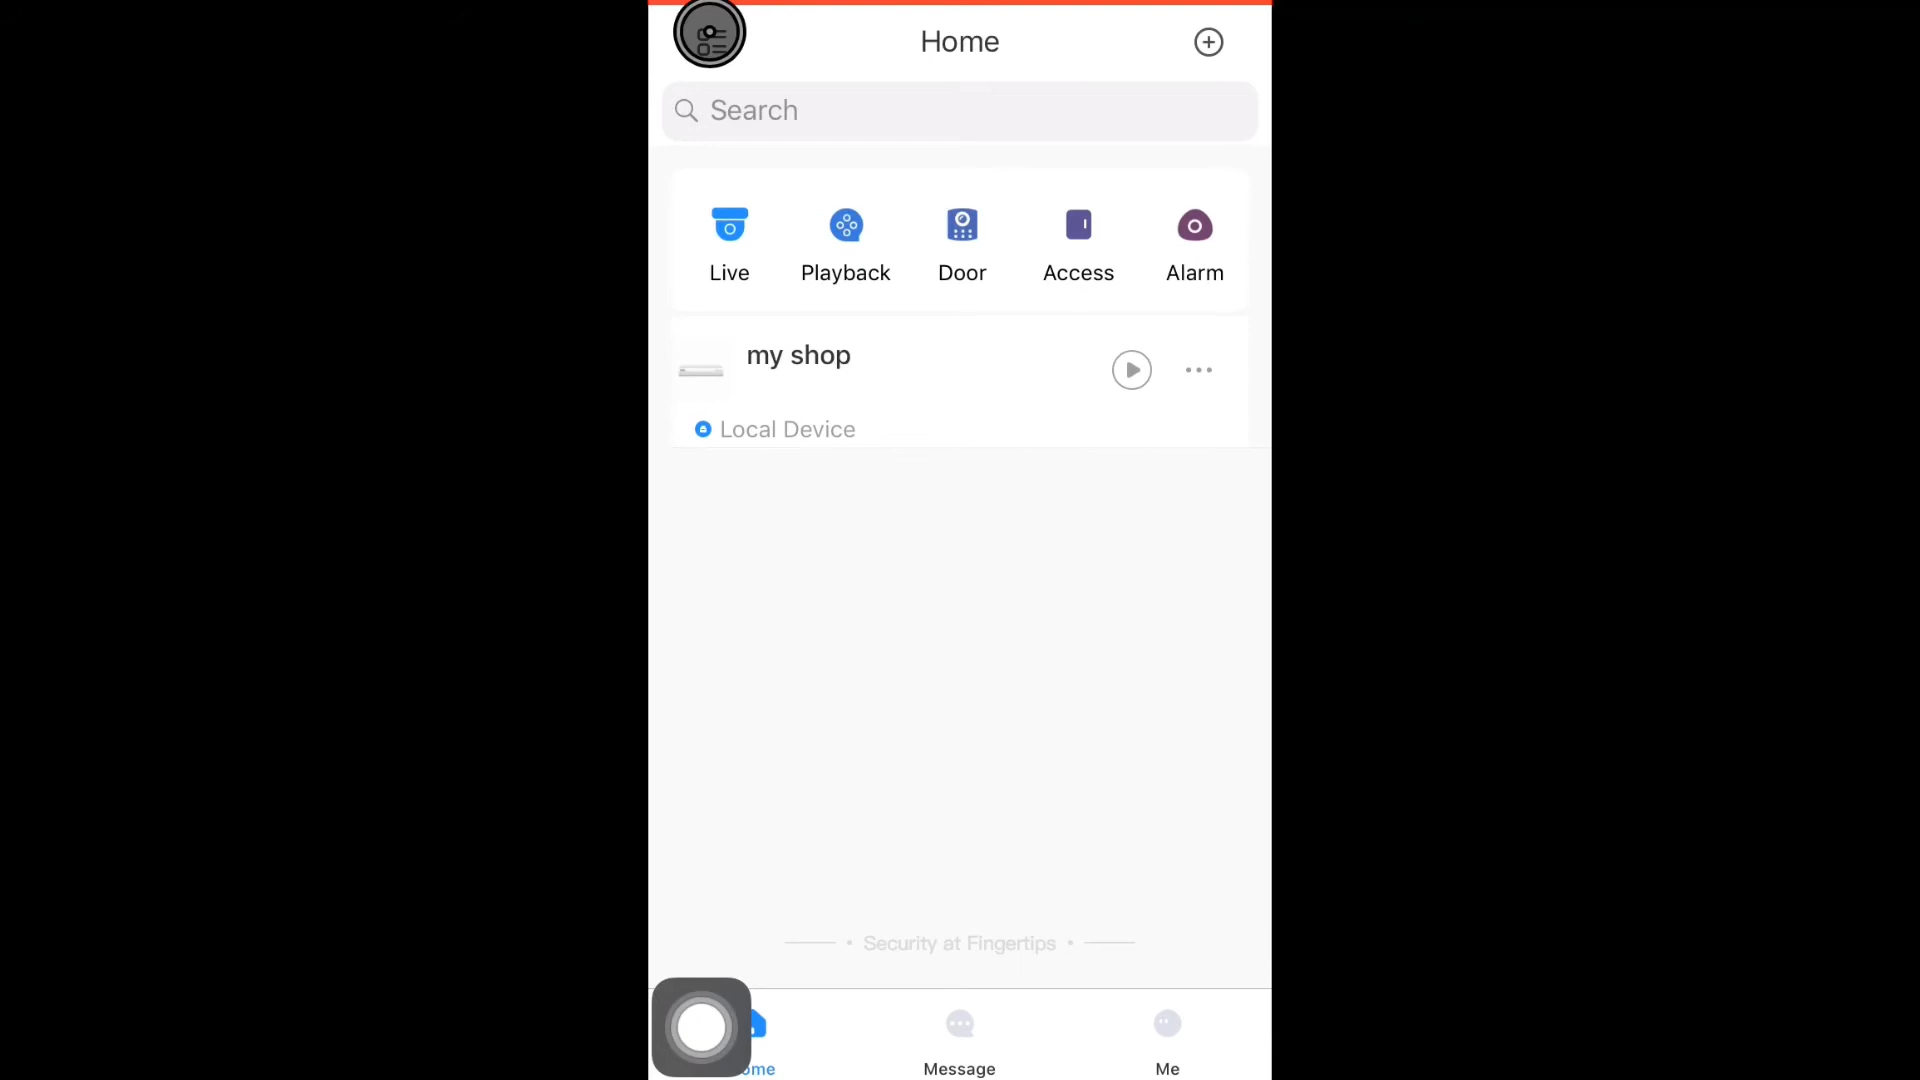 Home
Search
Live
Playback
Door
Access
Alarm
my shop
Local Device
Security at Fingertips
ome
Message
Me